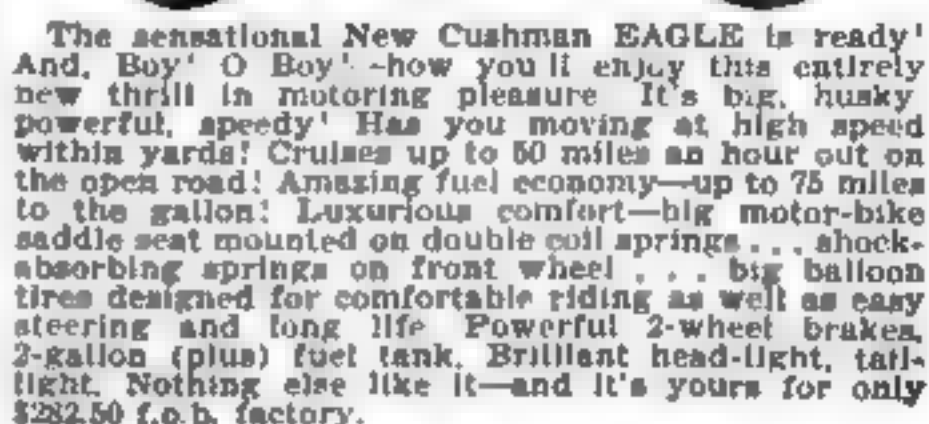 The sensational New Cushman EAGLE is ready!
And, Boy! O Boy! -how you'll enjoy this entirely
new thrill in motoring pleasure It's big, husky
powerful, speedy! Has you moving at high speed
within yards! Cruises up to 50 miles an hour out on
the open road! Amazing fuel economy—up to 75 miles
to the gallon! Luxurious comfort—big motor-bike
saddle seat mounted on double coil springs . . . shock-
absorbing springs on front wheel . . . big balloon
tires designed for comfortable riding as well as easy
steering and long life Powerful 2-wheel brakes,
2-gallon (plus) fuel tank. Brilliant head-light, tail-
light. Nothing else like it—and it's yours for only
$282.50 f.o.b. factory.